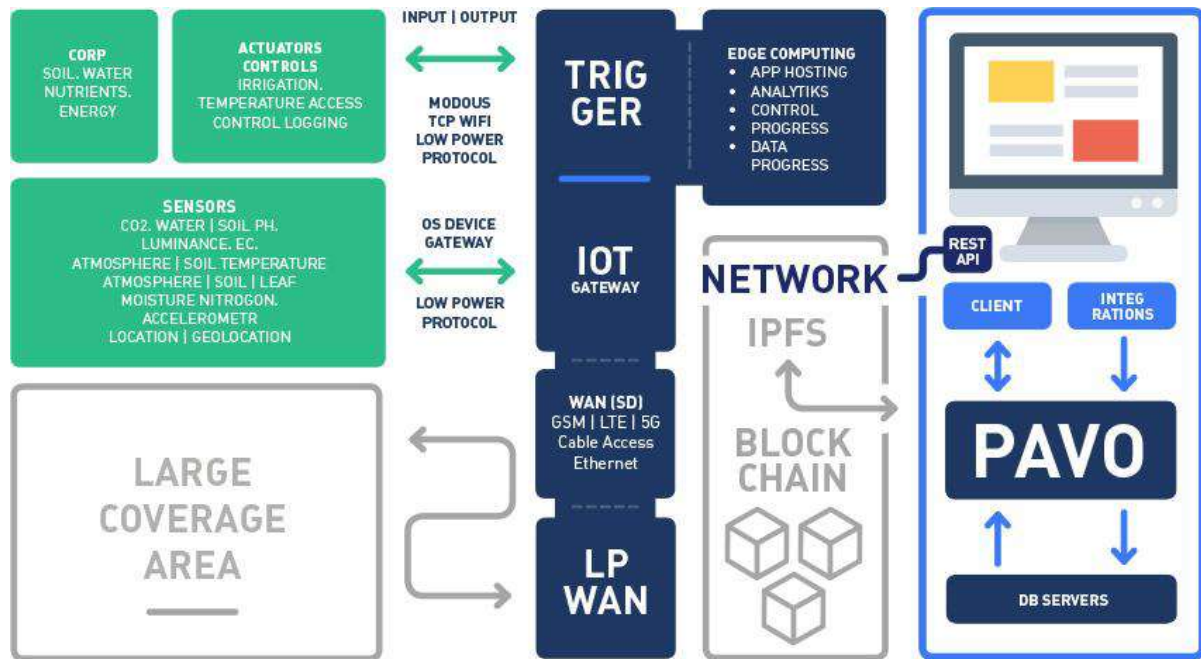 CORP
SOIL. WATER
NUTRIENTS.
ENERGY
ACTUATORS
CONTROLS
IRRIGATION.
TEMPERATURE ACCESS
CONTROL LOGGING
INPUT | OUTPUT
MODOUS
TCP WIFI
LOW POWER
PROTOCOL
TRIG
GER
EDGE COMPUTING
• APP HOSTING
• ANALYTIKS
• CONTROL
• PROGRESS
• DATA
PROGRESS
SENSORS
CO2. WATER | SOIL PH.
LUMINANCE. EC.
ATMOSPHERE | SOIL TEMPERATURE
ATMOSPHERE | SOIL | LEAF
MOISTURE NITROGON.
ACCELEROMETR
LOCATION | GEOLOCATION
OS DEVICE
GATEWAY
LOW POWER
PROTOCOL
IOT
GATEWAY
WAN (SD)
GSM | LTE | 5G
Cable Access
Ethernet
LP
WAN
LARGE
COVERAGE
AREA
NETWORK
IPFS
BLOCK
CHAIN
REST
API
CLIENT
INTEG
RATIONS
PAVO
DB SERVERS